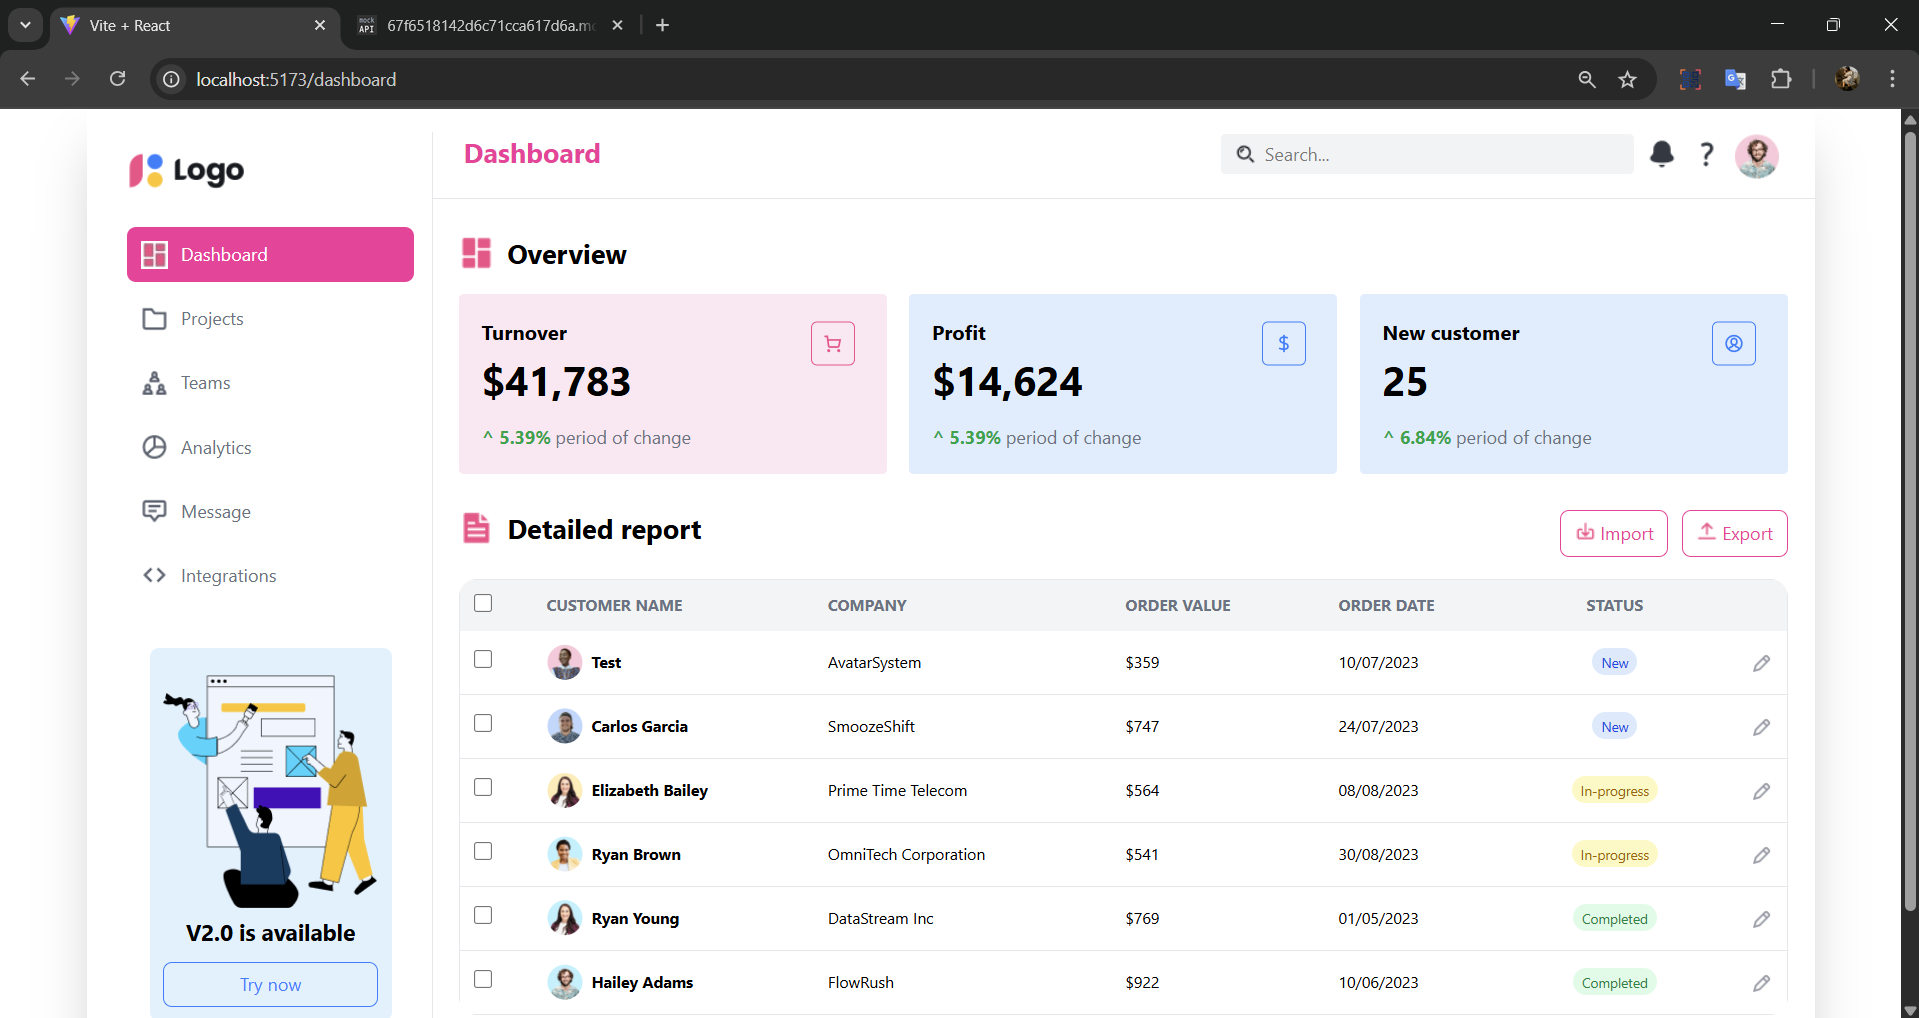 Vite + React
mock API
67f6518142d6c71cca617d6a.m
localhost:5173/dashboard
Logo
Dashboard
Projects
Teams
Analytics
Message
Integrations
V2.0 is available
Try now
Dashboard
Search...
?
Overview
Turnover
$41,783
^ 5.39% period of change
Profit
$
$14,624
^ 5.39% period of change
New customer
25
^ 6.84% period of change
Detailed report
Import
Export
CUSTOMER NAME COMPANY ORDER VALUE ORDER DATE STATUS
Test AvatarSystem $359 10/07/2023 New
Carlos Garcia SmoozeShift $747 24/07/2023 New
Elizabeth Bailey Prime Time Telecom $564 08/08/2023 In-progress
Ryan Brown OmniTech Corporation $541 30/08/2023 In-progress
Ryan Young DataStream Inc $769 01/05/2023 Completed
Hailey Adams FlowRush $922 10/06/2023 Completed